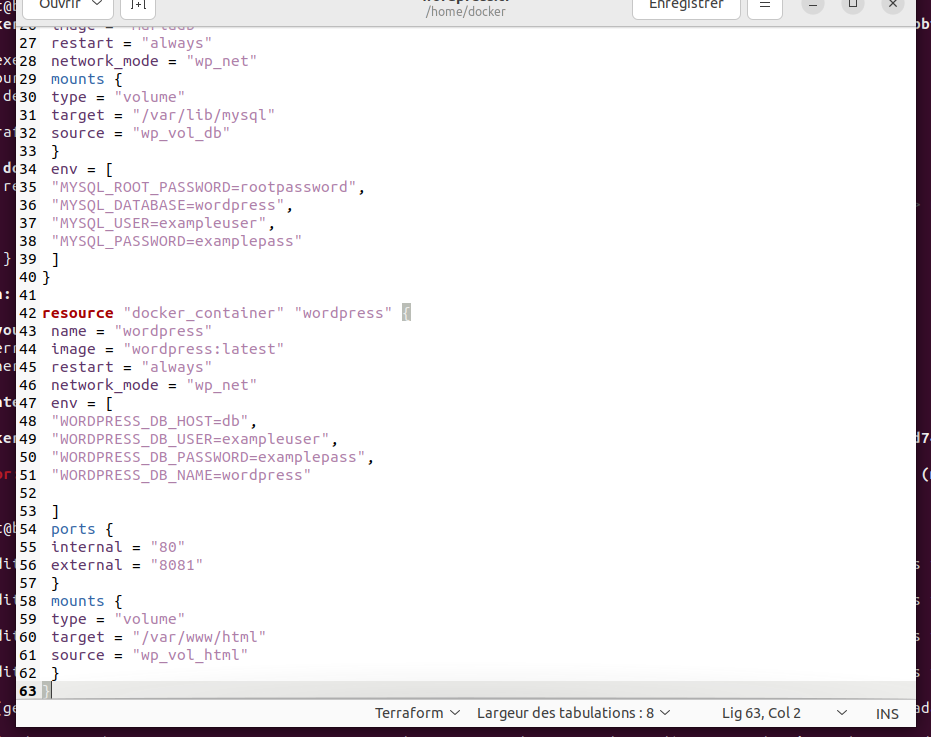 Ouvrir
/home/docker
Enregistrer
27 restart = "always"
28 network_mode = "wp_net"
29 mounts {
30 type = "volume"
31 target = "/var/lib/mysql"
32 source = "wp_vol_db"
33 }
34 env = [
35 "MYSQL_ROOT_PASSWORD=rootpassword",
36 "MYSQL_DATABASE=wordpress",
37 "MYSQL_USER=exampleuser",
38 "MYSQL_PASSWORD=examplepass"
39 ]
40 }
41
42 resource "docker_container" "wordpress" {
43 name = "wordpress"
44 image = "wordpress:latest"
45 restart = "always"
46 network_mode = "wp_net"
47 env = [
48 "WORDPRESS_DB_HOST=db",
49 "WORDPRESS_DB_USER=exampleuser",
50 "WORDPRESS_DB_PASSWORD=examplepass",
51 "WORDPRESS_DB_NAME=wordpress"
52
53 ]
54 ports {
55 internal = "80"
56 external = "8081"
57 }
58 mounts {
59 type = "volume"
60 target = "/var/www/html"
61 source = "wp_vol_html"
62 }
63 }
Terraform Largeur des tabulations : 8 Lig 63, Col 2 INS